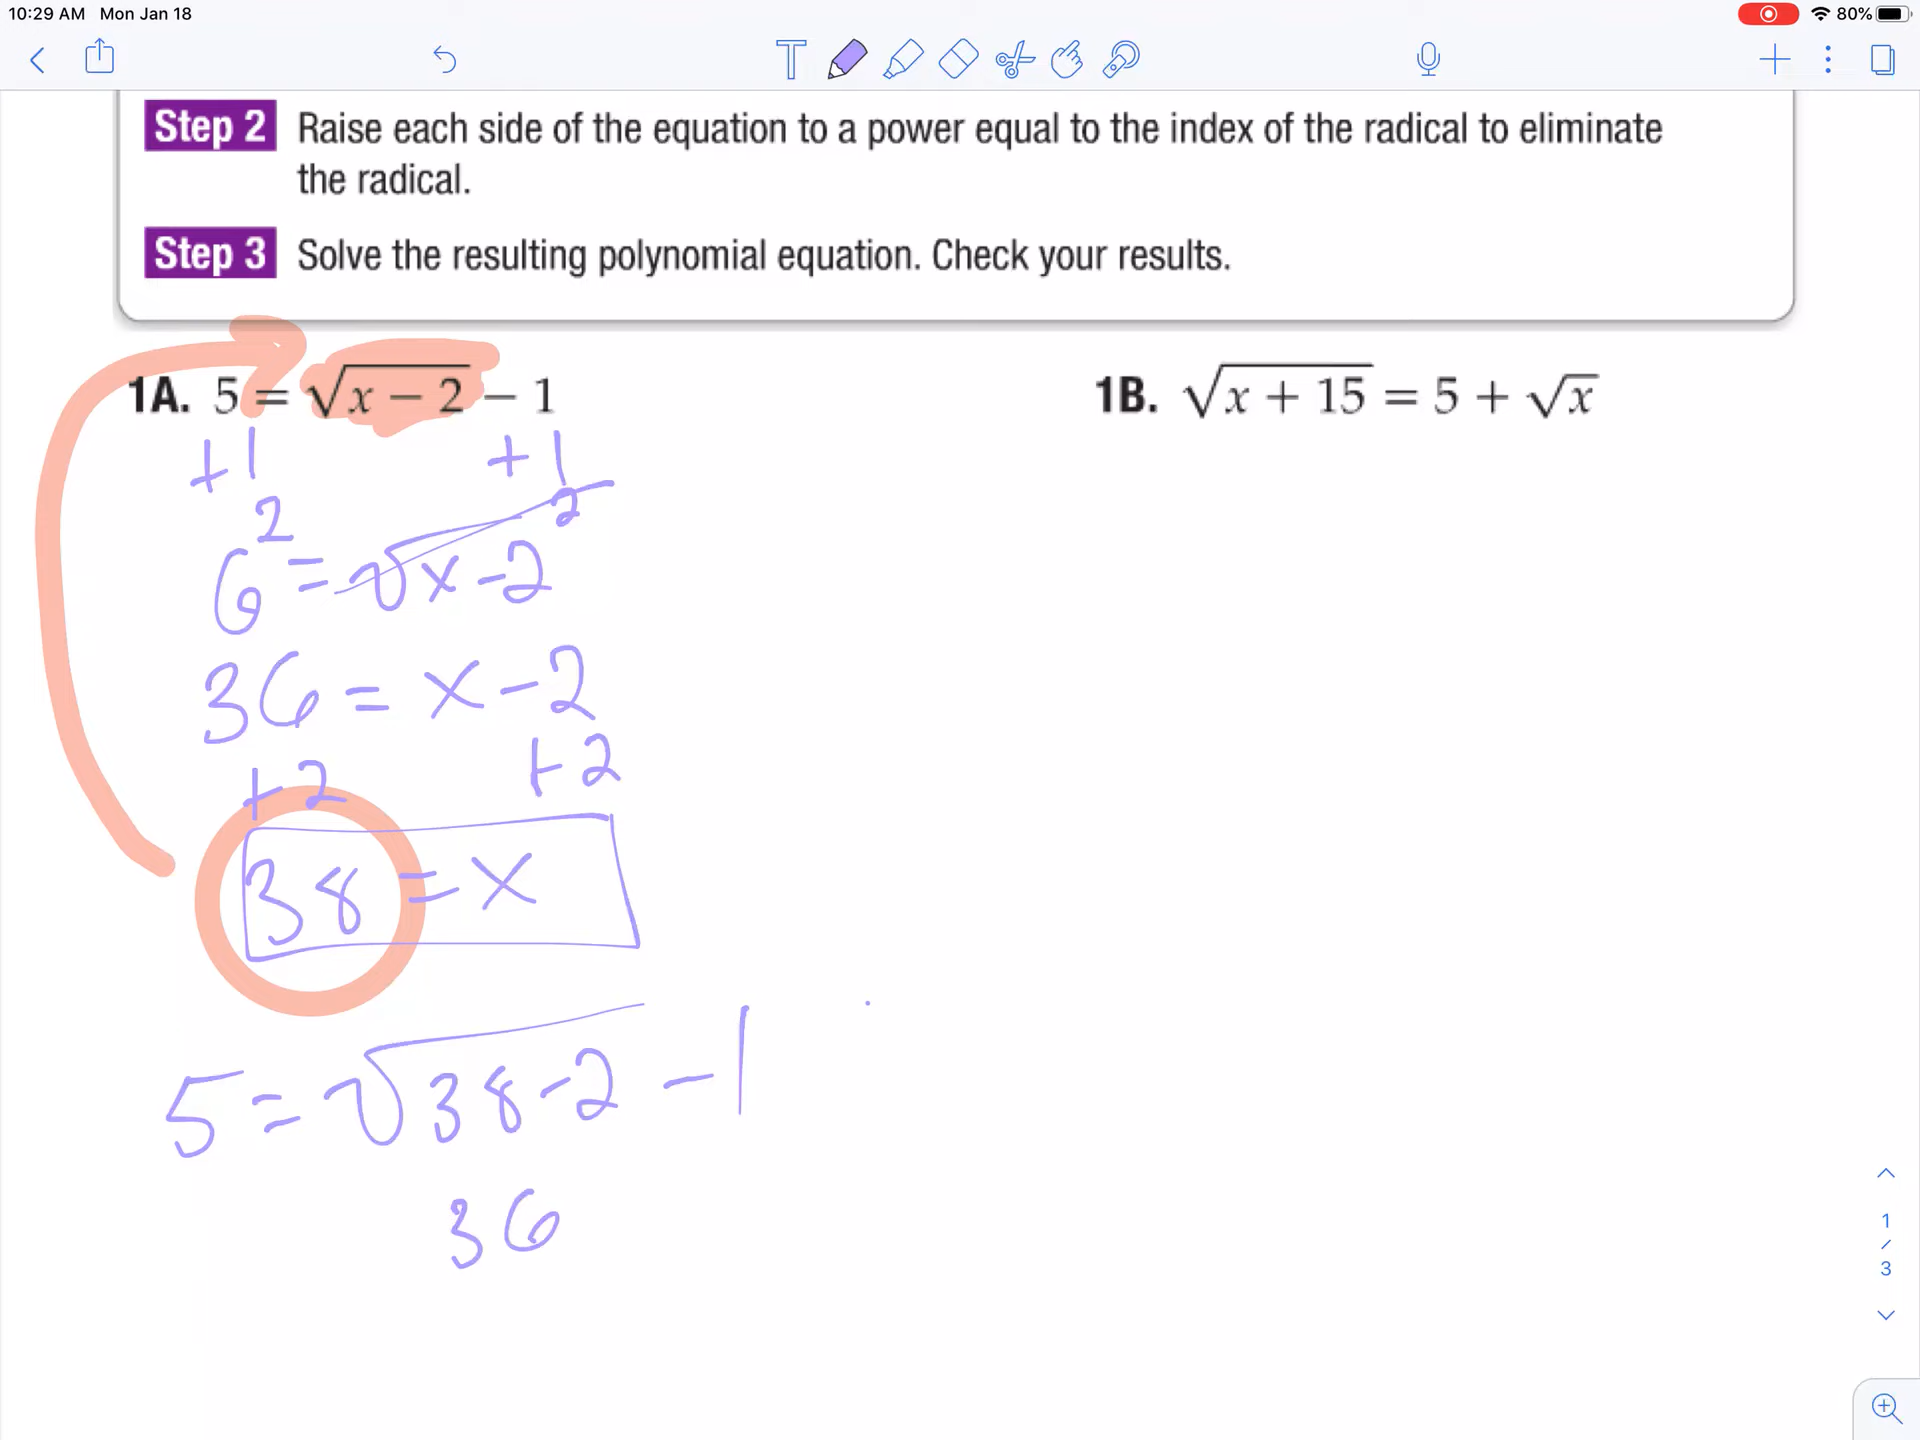 10:29 AM Mon Jan 18
80%
Step 2 Raise each side of the equation to a power equal to the index of the radical to eliminate
the radical.
Step 3 Solve the resulting polynomial equation. Check your results.
1A. 5 = √(x − 2) − 1
+1 +1
6² = √(x-2)²
36 = x-2
+2 +2
38 = x
5 = √(38-2) -1
36
1B. √(x + 15) = 5 + √x
1
/
3